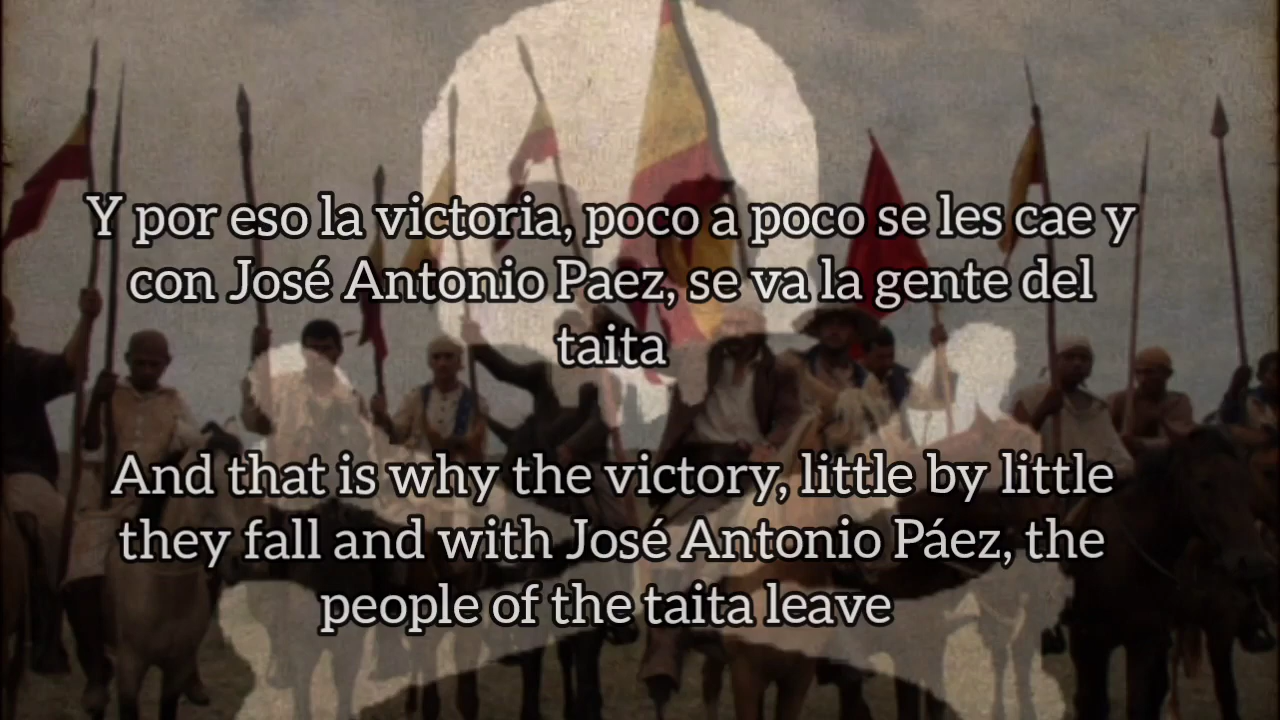 Y por eso la victoria, poco a poco se les cae y
con José Antonio Paez, se va la gente del
taita
And that is why the victory, little by little
they fall and with José Antonio Páez, the
people of the taita leave